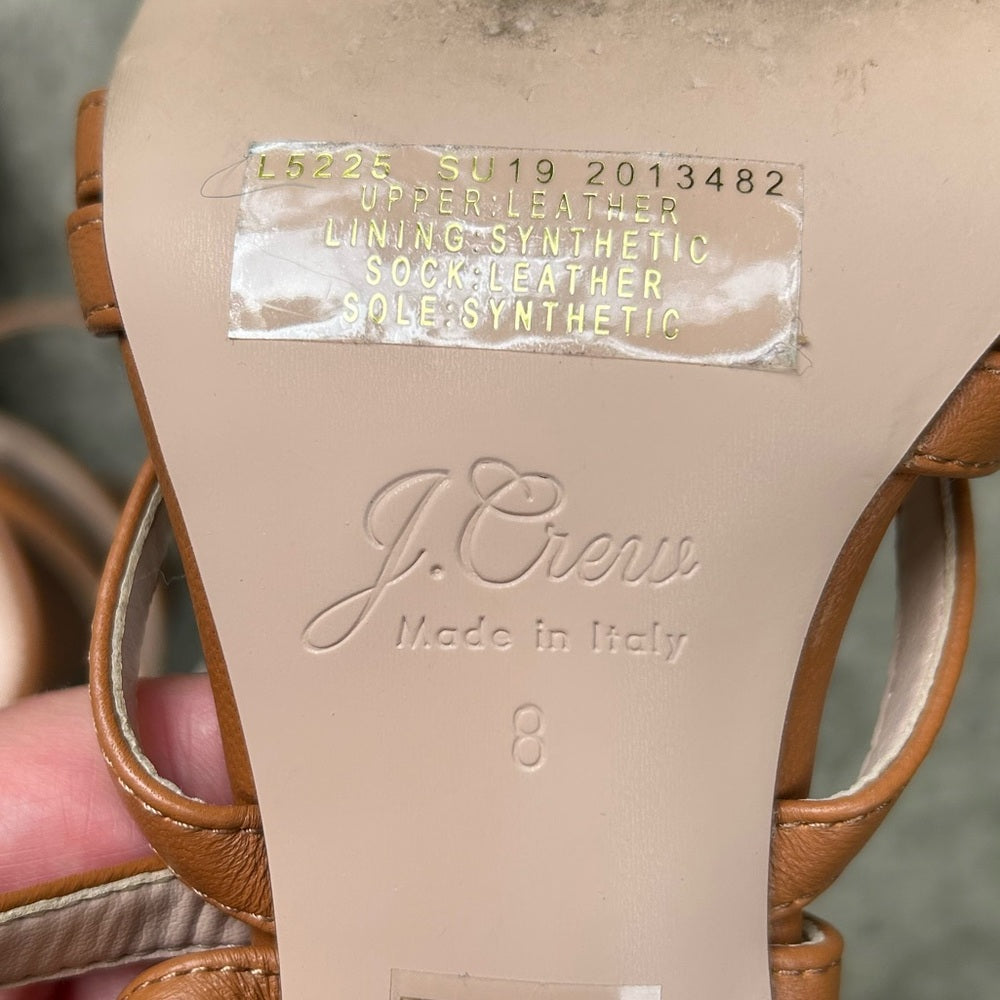 L5225 SU19 2013482
UPPER:LEATHER
LINING:SYNTHETIC
SOCK:LEATHER
SOLE:SYNTHETIC
J.Crew
Made in Italy
8